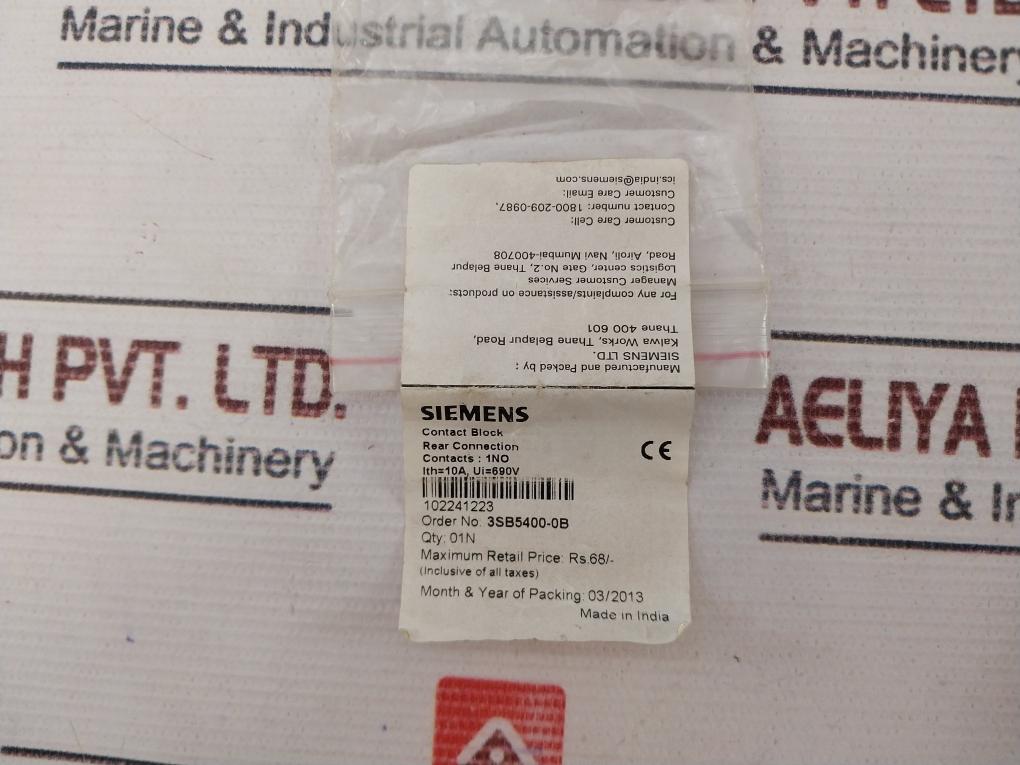 Marine & Industrial Automation & Machinery
ics.india@siemens.com
Customer Care Email:
Contact number: 1800-209-0987.
Customer Care Cell:
Road, Airoli, Navi Mumbai-400708
Logistics center, Gate No.2, Thane Belapur
Manager Customer Services
For any complaints/assistance on products:
Thane 400 601
Kalwa Works, Thane Belapur Road,
SIEMENS LTD.
Manufactured and Packed by :
H PVT. LTD.
on & Machinery
SIEMENS
Contact Block
Rear Connection
Contacts : 1NO
Ith=10A, Ui=690V
CE
102241223
Order No: 3SB5400-0B
Qty: 01N
Maximum Retail Price: Rs.68/-
(Inclusive of all taxes)
Month & Year of Packing: 03/2013
Made in India
AELIYA
Marine & In